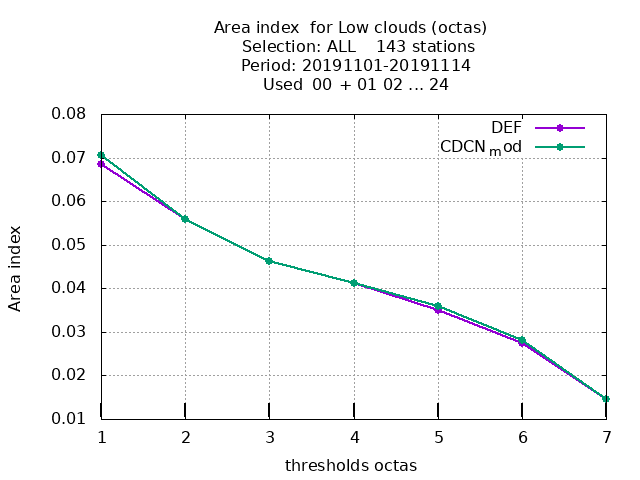 Area index  for Low clouds (octas)
Selection: ALL    143 stations
Period: 20191101-20191114
Used  00 + 01 02 ... 24
0.08
DEF
CDCNmod
0.07
0.06
0.05
0.04
0.03
0.02
0.01
Area index
1 2 3 4 5 6 7
thresholds octas